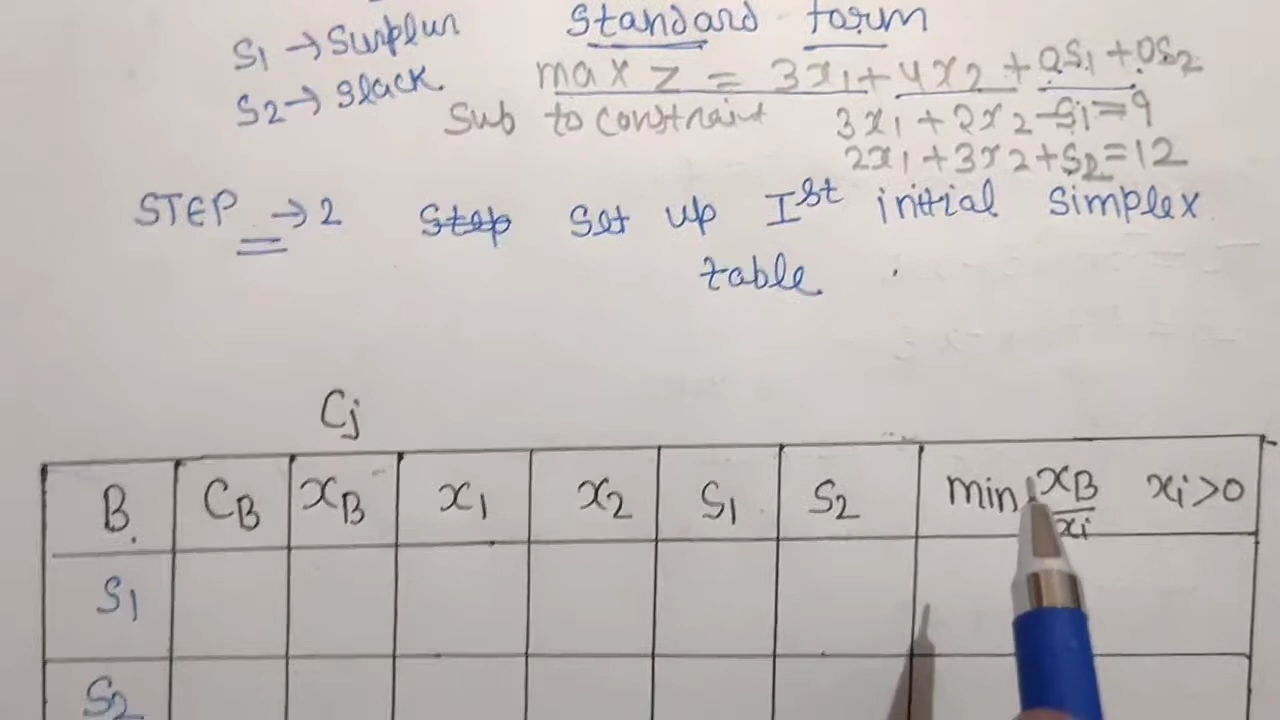 S1 → Surplun Standard form
S2 → slack. max z = 3x1 + 4x2 + 0S1 + 0S2
Sub to constraint 3x1 + 2x2 - S1 = 9
2x1 + 3x2 + S2 = 12
STEP → 2 Step Set up Ist initial Simplex
table.
Cj
B CB xB x1 x2 S1 S2 min xB/xi xi>0
S1
S2